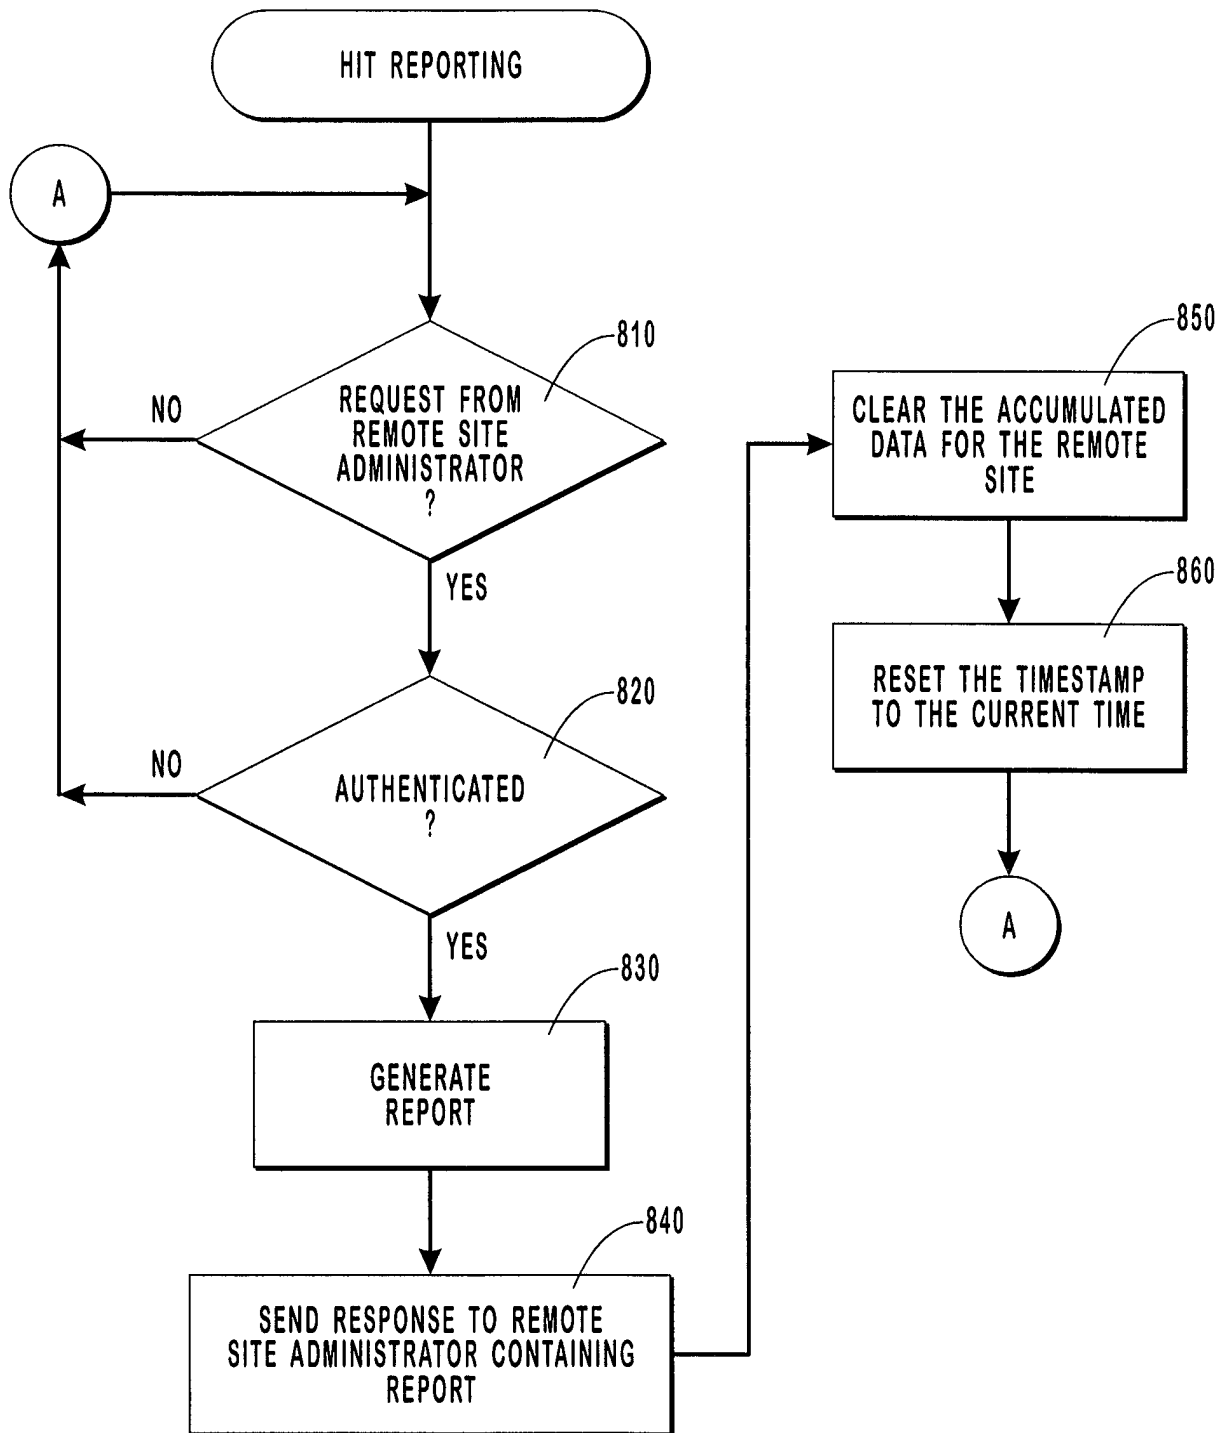 HIT REPORTING
A
810
REQUEST FROM
REMOTE SITE
ADMINISTRATOR
?
NO
YES
820
AUTHENTICATED
?
NO
YES
830
GENERATE
REPORT
840
SEND RESPONSE TO REMOTE
SITE ADMINISTRATOR CONTAINING
REPORT
850
CLEAR THE ACCUMULATED
DATA FOR THE REMOTE
SITE
860
RESET THE TIMESTAMP
TO THE CURRENT TIME
A